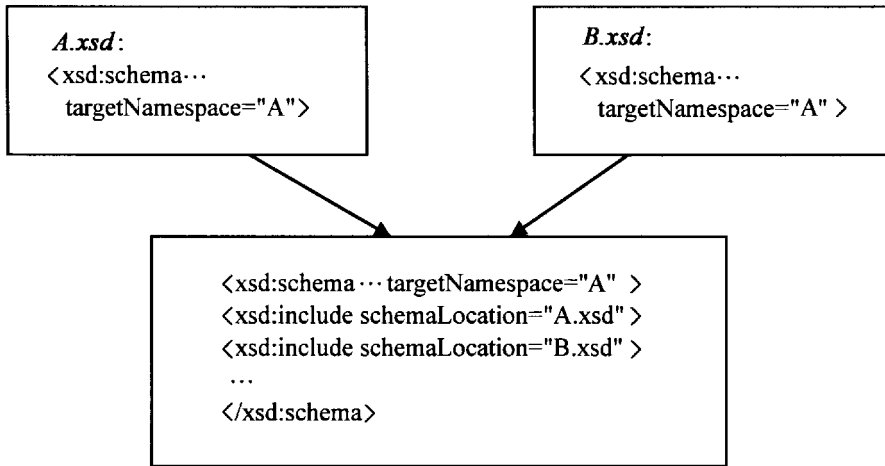 A.xsd:
<xsd:schema…
targetNamespace="A">
B.xsd:
<xsd:schema…
targetNamespace="A" >
<xsd:schema … targetNamespace="A" >
<xsd:include schemaLocation="A.xsd" >
<xsd:include schemaLocation="B.xsd" >
…
</xsd:schema>